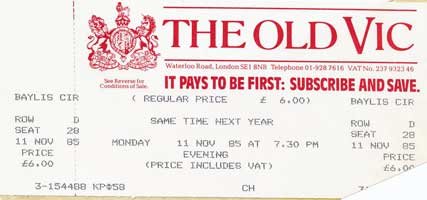 THE OLD VIC
Waterloo Road, London SE1 8NB Telephone 01-928 7616 VAT No. 237 9323 46
See Reverse for
Conditions of Sale.
IT PAYS TO BE FIRST: SUBSCRIBE AND SAVE.
BAYLIS CIR ( REGULAR PRICE £ 6.00) BAYLIS CIR
ROW D SAME TIME NEXT YEAR ROW D
SEAT 28 SEAT 28
11 NOV 85 MONDAY 11 NOV 85 AT 7.30 PM 11 NOV 85
PRICE EVENING PRICE
£6.00 (PRICE INCLUDES VAT) £6.00
3-154488 KP058 CH 3-